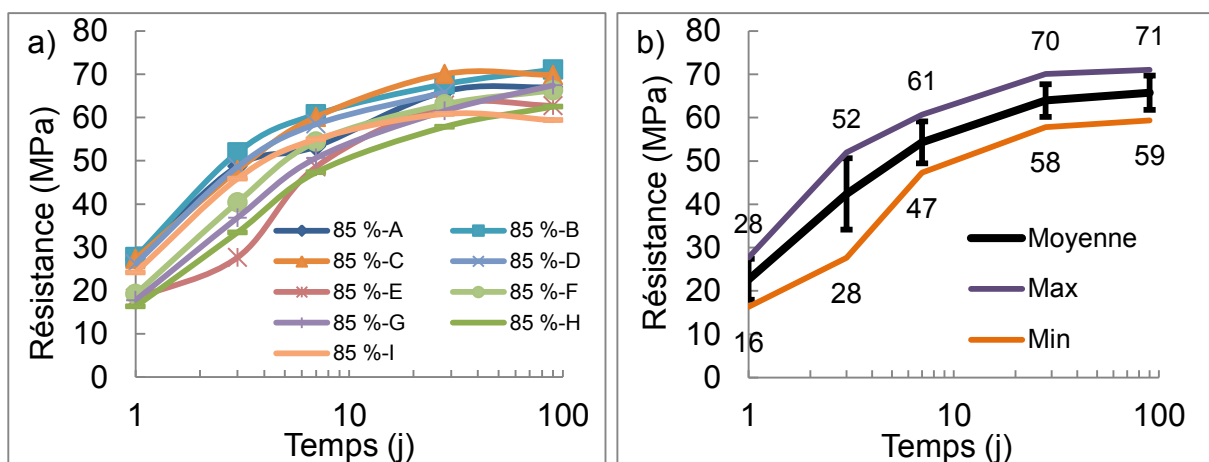 a)
Résistance (MPa)
80
70
60
50
40
30
20
10
0
85 %-A
85 %-B
85 %-C
85 %-D
85 %-E
85 %-F
85 %-G
85 %-H
85 %-I
1
10
100
Temps (j)
b)
Résistance (MPa)
80
70
60
50
40
30
20
10
0
28
52
61
70
71
16
28
47
58
59
Moyenne
Max
Min
1
10
100
Temps (j)